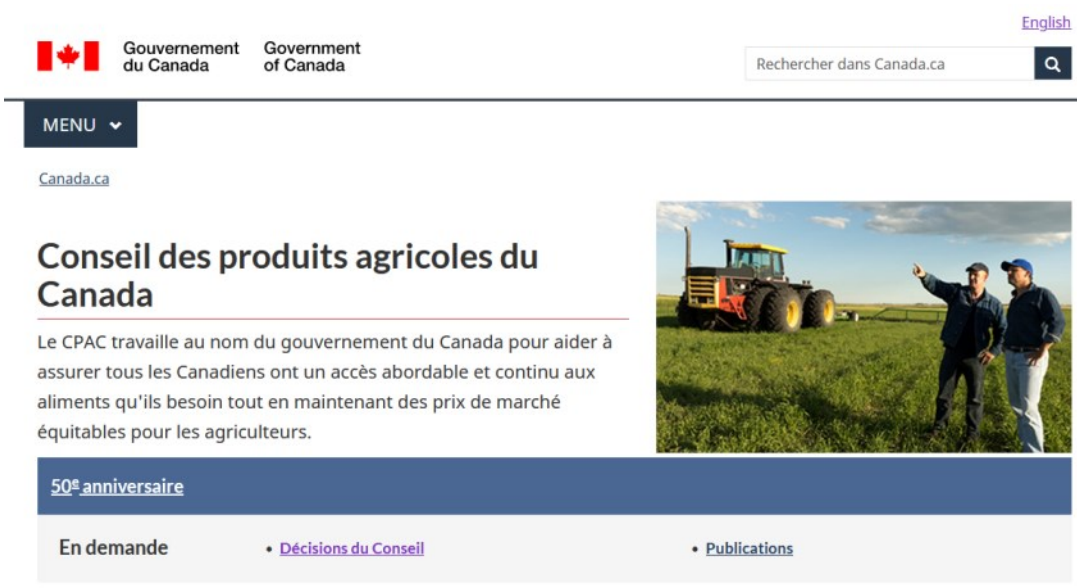 English
Gouvernement du Canada
Government of Canada
Rechercher dans Canada.ca
MENU
Canada.ca
Conseil des produits agricoles du
Canada
Le CPAC travaille au nom du gouvernement du Canada pour aider à
assurer tous les Canadiens ont un accès abordable et continu aux
aliments qu'ils besoin tout en maintenant des prix de marché
équitables pour les agriculteurs.
50e anniversaire
En demande
• Décisions du Conseil
• Publications